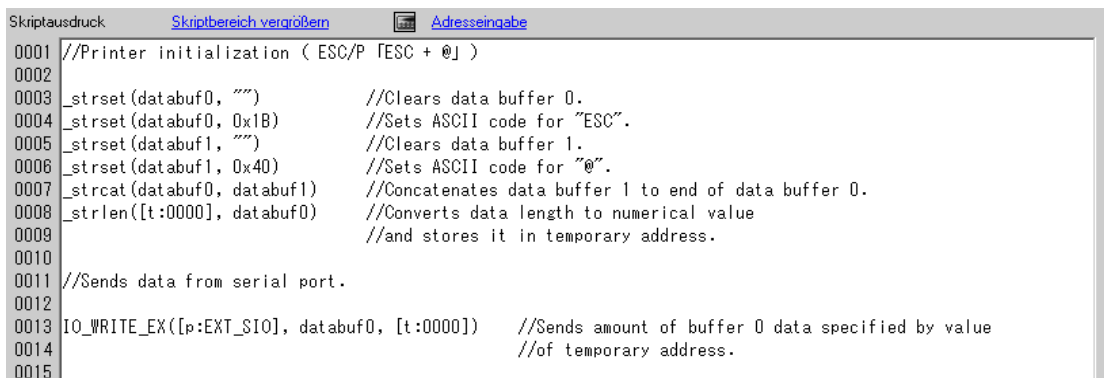 Skriptausdruck Skriptbereich vergrößern Adresseingabe
0001 //Printer initialization ( ESC/P 「ESC + @」 )
0002
0003 _strset(databuf0, "") //Clears data buffer 0.
0004 _strset(databuf0, 0x1B) //Sets ASCII code for "ESC".
0005 _strset(databuf1, "") //Clears data buffer 1.
0006 _strset(databuf1, 0x40) //Sets ASCII code for "@".
0007 _strcat(databuf0, databuf1) //Concatenates data buffer 1 to end of data buffer 0.
0008 _strlen([t:0000], databuf0) //Converts data length to numerical value
0009 //and stores it in temporary address.
0010
0011 //Sends data from serial port.
0012
0013 IO_WRITE_EX([p:EXT_SIO], databuf0, [t:0000]) //Sends amount of buffer 0 data specified by value
0014 //of temporary address.
0015